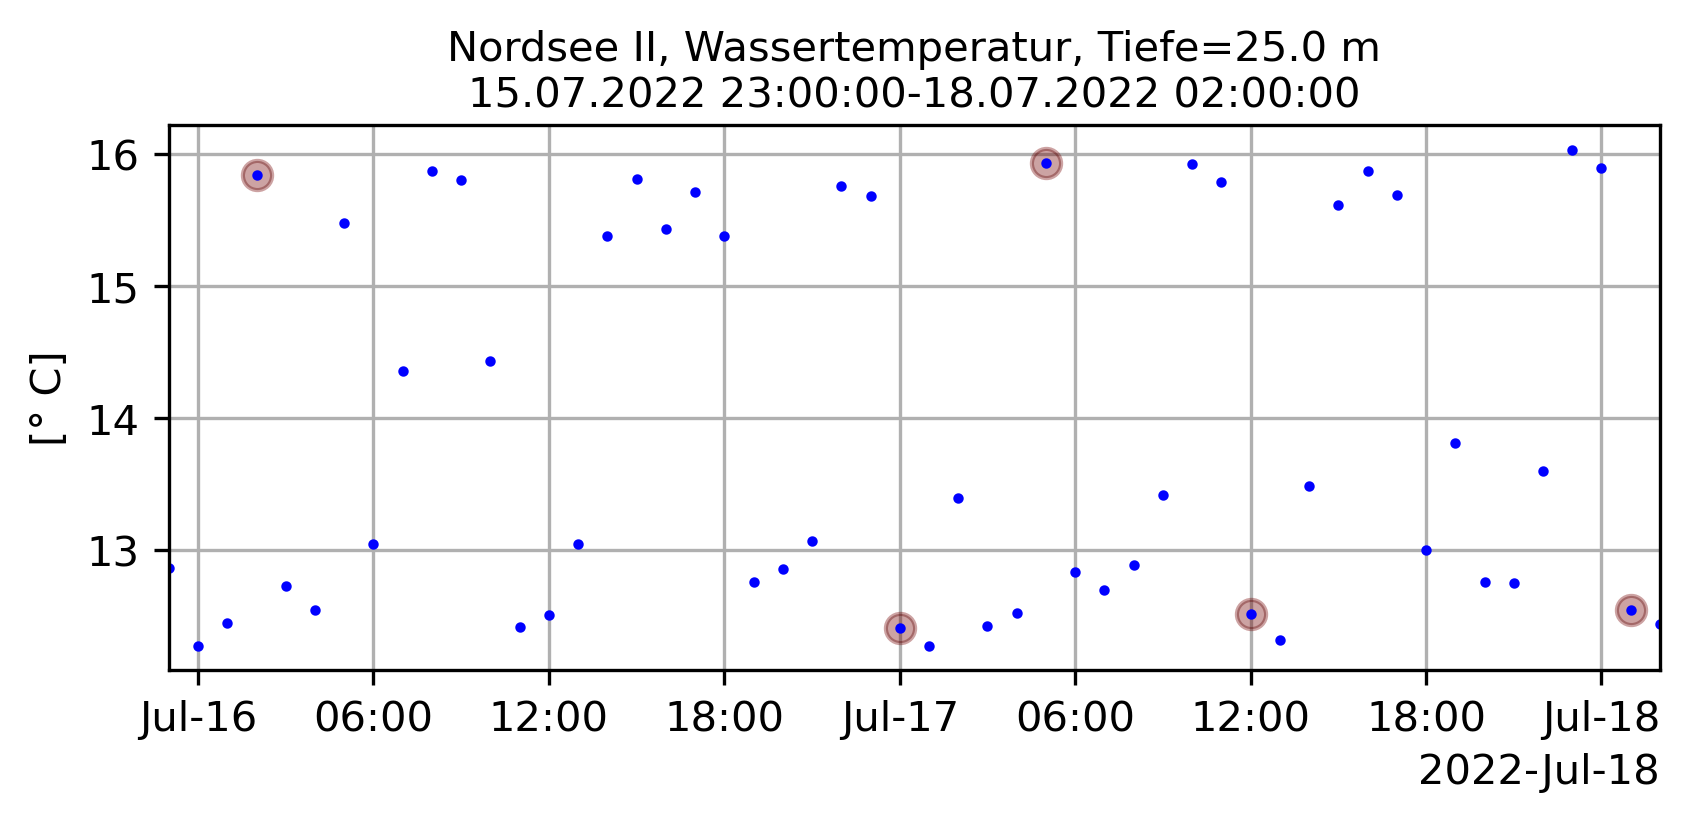 Nordsee II, Wassertemperatur, Tiefe=25.0 m
15.07.2022 23:00:00-18.07.2022 02:00:00
16
15
14
13
[° C]
Jul-16 06:00 12:00 18:00 Jul-17 06:00 12:00 18:00 Jul-18
2022-Jul-18